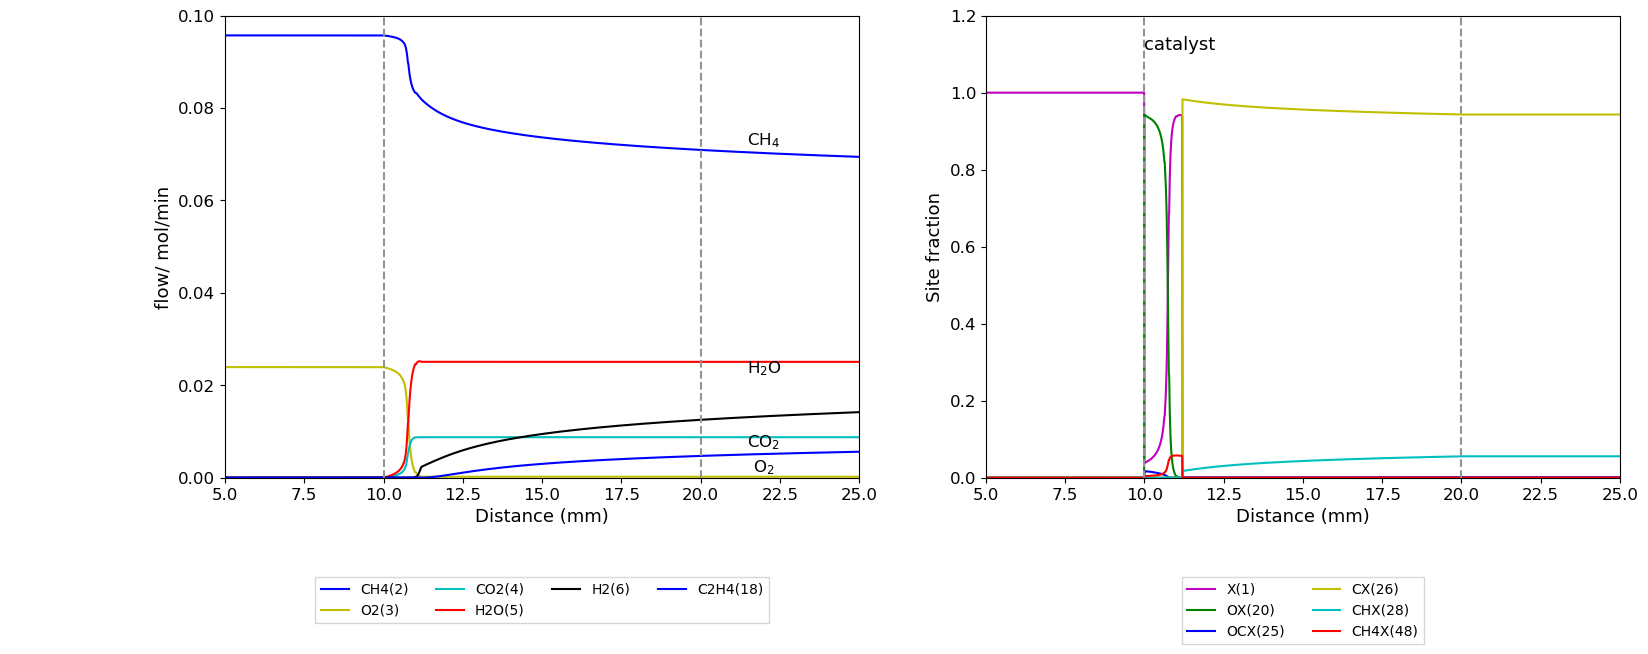 0.10
0.08
0.06
0.04
0.02
0.00
flow/ mol/min
CH₄
H₂O
CO₂
O₂
5.0 7.5 10.0 12.5 15.0 17.5 20.0 22.5 25.0
Distance (mm)
CH4(2) CO2(4) H2(6) C2H4(18)
O2(3) H2O(5)
1.2
1.0
0.8
0.6
0.4
0.2
0.0
Site fraction
catalyst
5.0 7.5 10.0 12.5 15.0 17.5 20.0 22.5 25.0
Distance (mm)
X(1) CX(26)
OX(20) CHX(28)
OCX(25) CH4X(48)